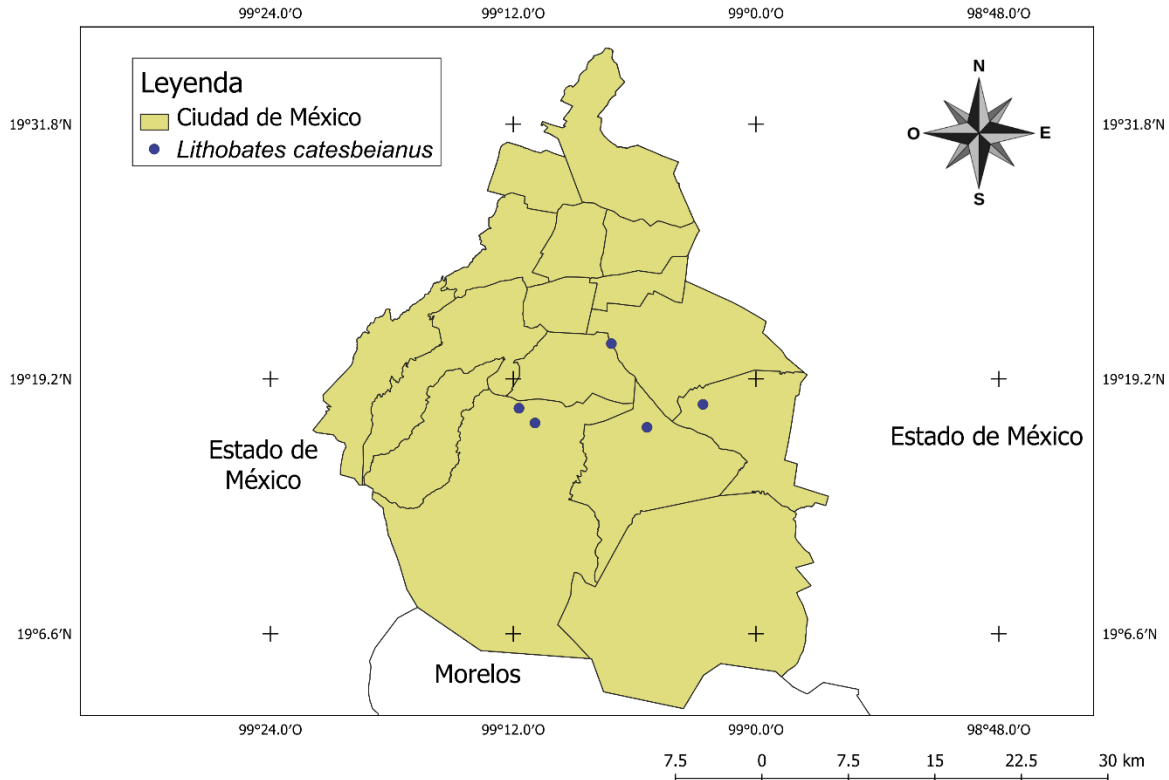 99°24.0′O 99°12.0′O 99°0.0′O 98°48.0′O
Leyenda
Ciudad de México
Lithobates catesbeianus
N
O E
S
19°31.8′N 19°31.8′N
19°19.2′N 19°19.2′N
Estado de
México
Estado de México
19°6.6′N 19°6.6′N
Morelos
99°24.0′O 99°12.0′O 99°0.0′O 98°48.0′O
7.5 0 7.5 15 22.5 30 km